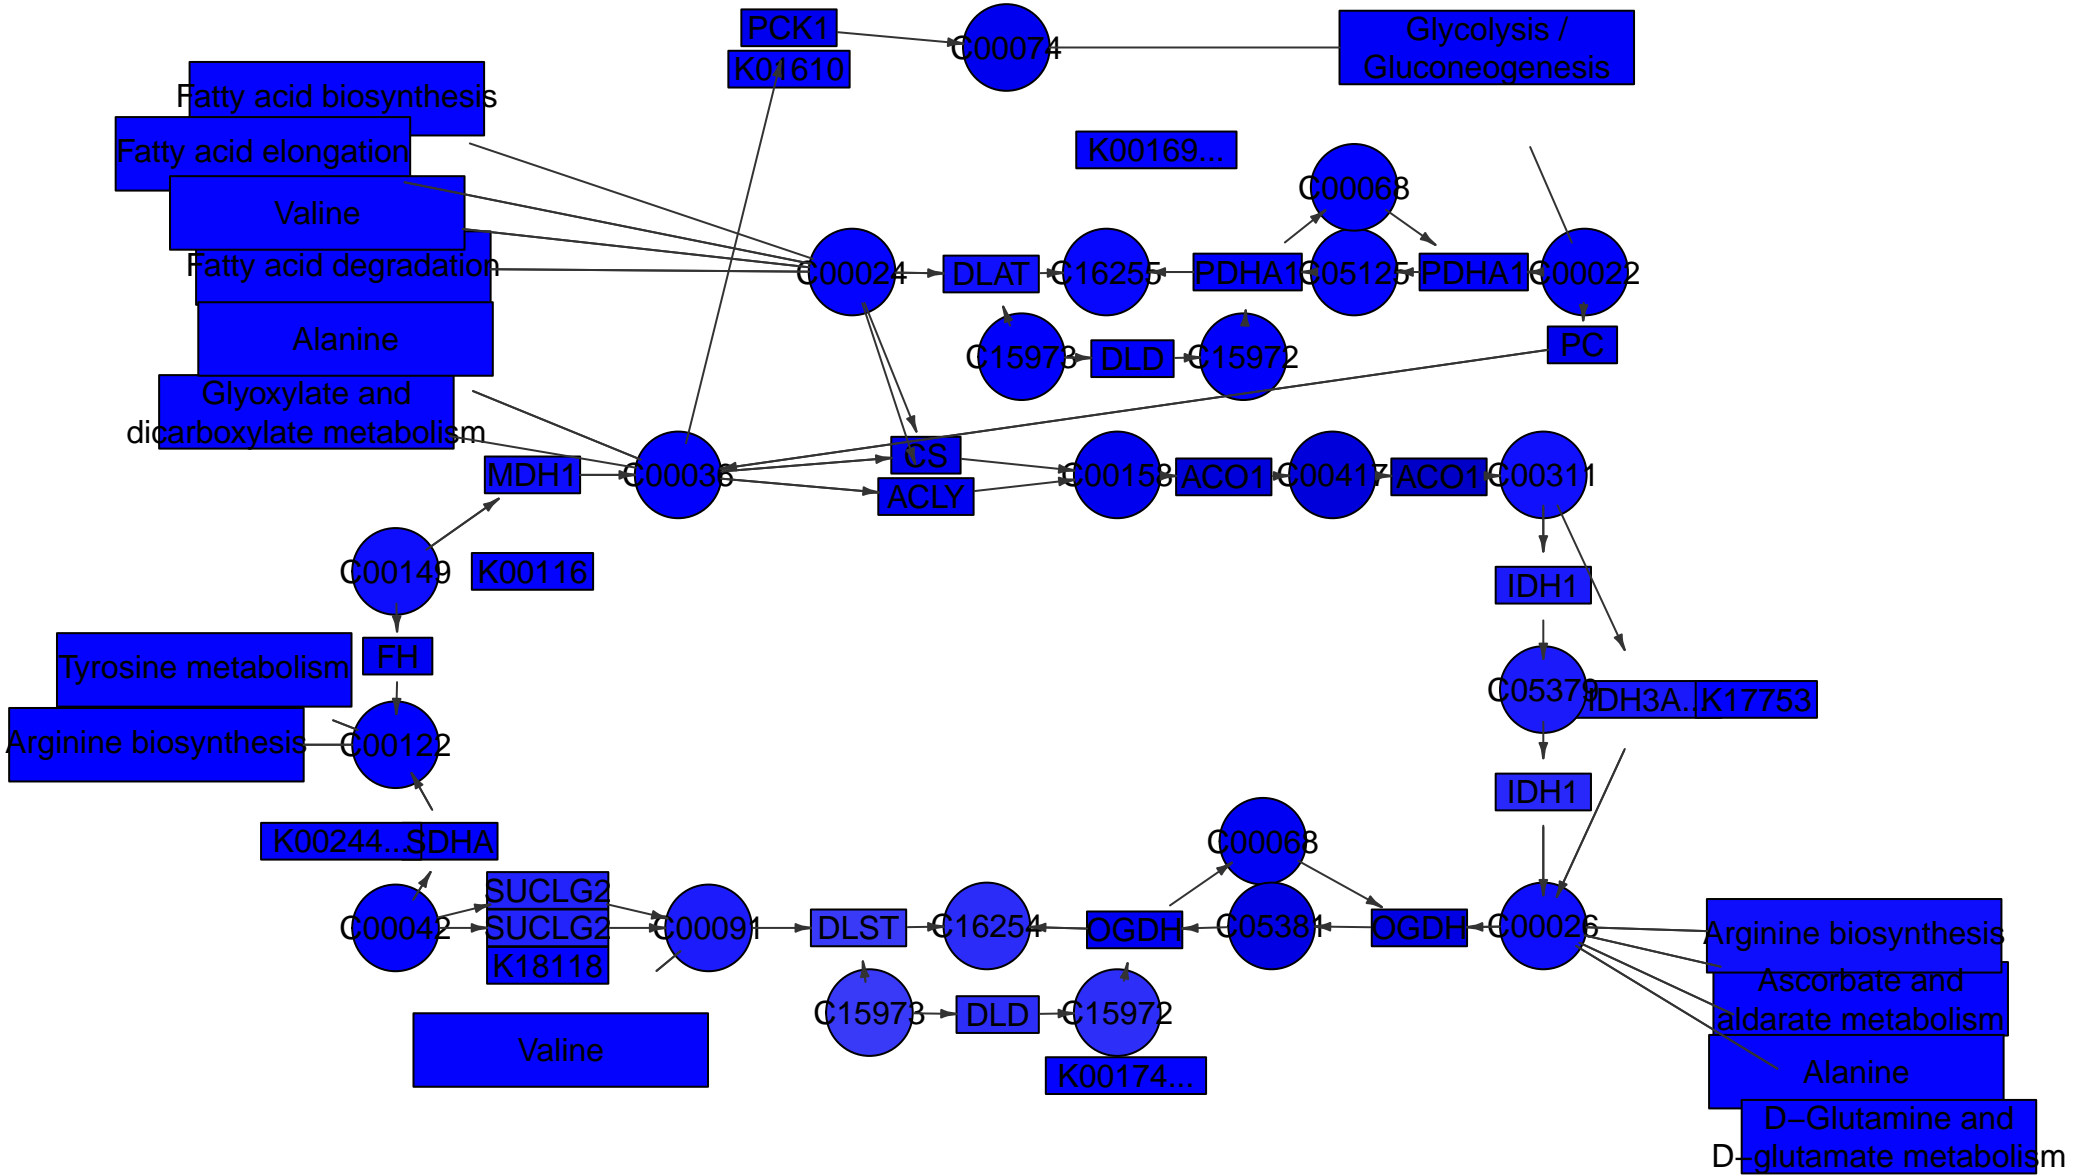 PCK1
C00074
Glycolysis /
Gluconeogenesis
K01610
Fatty acid biosynthesis
Fatty acid elongation
K00169...
C00068
Valine
Fatty acid degradation
C00024
DLAT
C16255
PDHA1
C05125
PDHA1
C00022
Alanine
C15973
DLD
C15972
PC
Glyoxylate and
dicarboxylate metabolism
MDH1
C00036
CS
ACLY
C00158
ACO1
C00417
ACO1
C00311
C00149
K00116
IDH1
FH
Tyrosine metabolism
C05379
IDH3A...
K17753
Arginine biosynthesis
C00122
IDH1
K00244...
SDHA
C00068
SUCLG2
C00042
SUCLG2
C00091
DLST
C16254
OGDH
C05381
OGDH
C00026
Arginine biosynthesis
K18118
Ascorbate and
aldarate metabolism
C15973
DLD
C15972
Valine
K00174...
Alanine
D−Glutamine and
D−glutamate metabolism